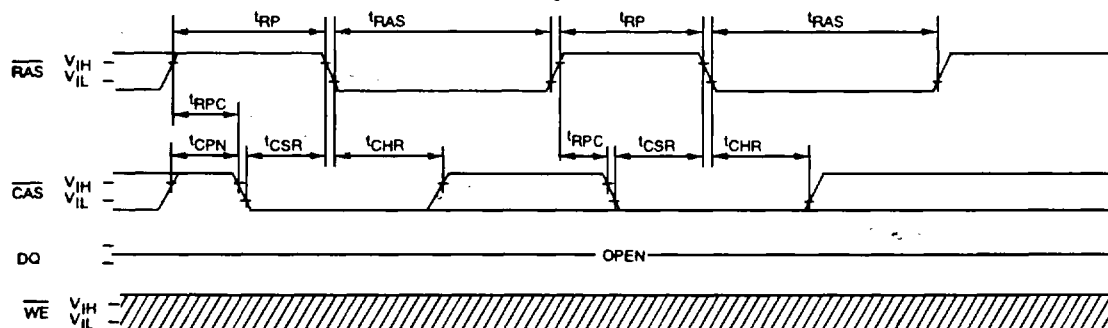 tRP tRAS tRP tRAS
RAS VIH
VIL
tRPC
tCPN tCSR tCHR tRPC tCSR tCHR
CAS VIH
VIL
DQ OPEN
WE VIH
VIL